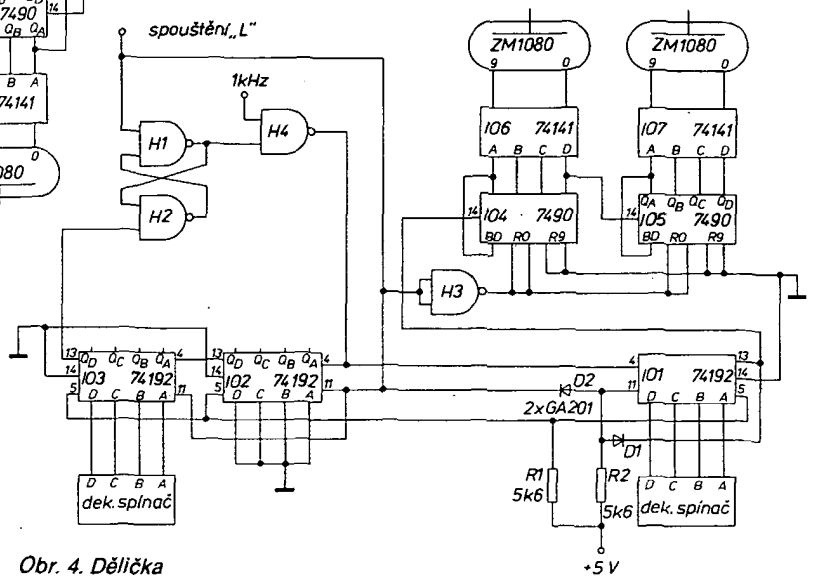 7490
14
QB QA
B A
74141
0
080
spouštění„L"
1kHz
H1
H4
H2
ZM1080
9 0
ZM1080
9 0
IO6 74141
A B C D
IO7 74141
A B C D
14
IO4 7490
BD R0 R9
QA QB QC QD
14
IO5 7490
BD R0 R9
H3
13 QD QC QB QA 4
14
IO3 74192
5 11
D C B A
13 QD QC QB QA 4
14
IO2 74192
11
D C B A
4 13
IO1 74192 14
11 5
D C B A
D2
2xGA201
D1
R1
5k6
R2
5k6
+5 V
D C B A
dek. spínač
D C B A
dek. spínač
Obr. 4. Dělička